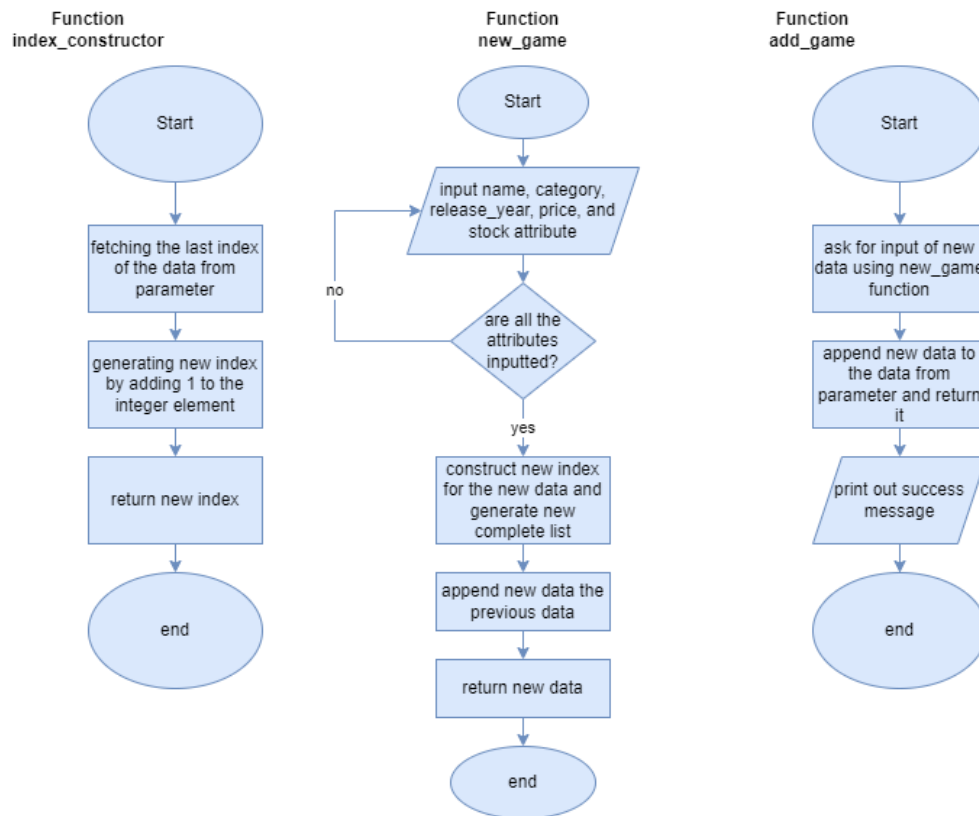 Function
index_constructor
Start
fetching the last index
of the data from
parameter
generating new index
by adding 1 to the
integer element
return new index
end
Function
new_game
Start
input name, category,
release_year, price, and
stock attribute
no
are all the
attributes
inputted?
yes
construct new index
for the new data and
generate new
complete list
append new data the
previous data
return new data
end
Function
add_game
Start
ask for input of new
data using new_game
function
append new data to
the data from
parameter and return
it
print out success
message
end